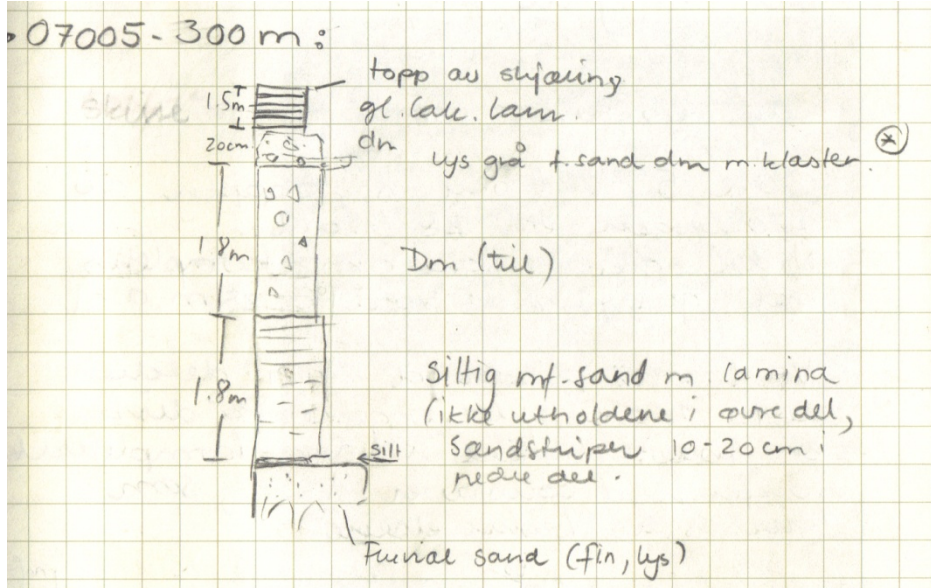 07005-300m:
topp av skjæring
1.5m
gl.lak. lam.
20cm
dm
lys grå f.sand dm m. klaster.
1.8m
Dm (till)
1.8m
Siltig mf.sand m lamina
(ikke utholdene i øvre del,
Sandstriper 10-20cm i
nedre del.
silt
Fluvial sand (fin, lys)